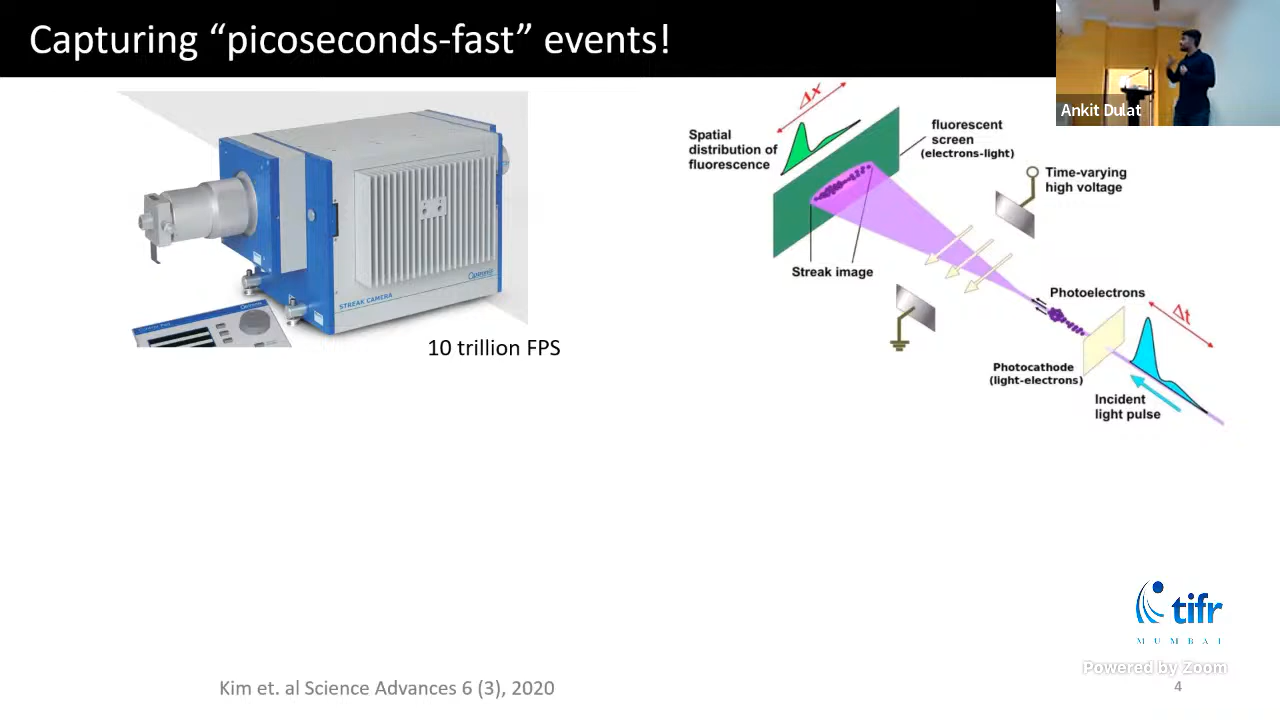 Capturing “picoseconds-fast” events!
Ankit Dulat
STREAK CAMERA
Optronis
10 trillion FPS
Δx
Spatial
distribution of
fluorescence
fluorescent
screen
(electrons-light)
Time-varying
high voltage
Streak image
Photoelectrons
Δt
Photocathode
(light-electrons)
Incident
light pulse
tifr
MUMBAI
Powered by Zoom
Kim et. al Science Advances 6 (3), 2020
4